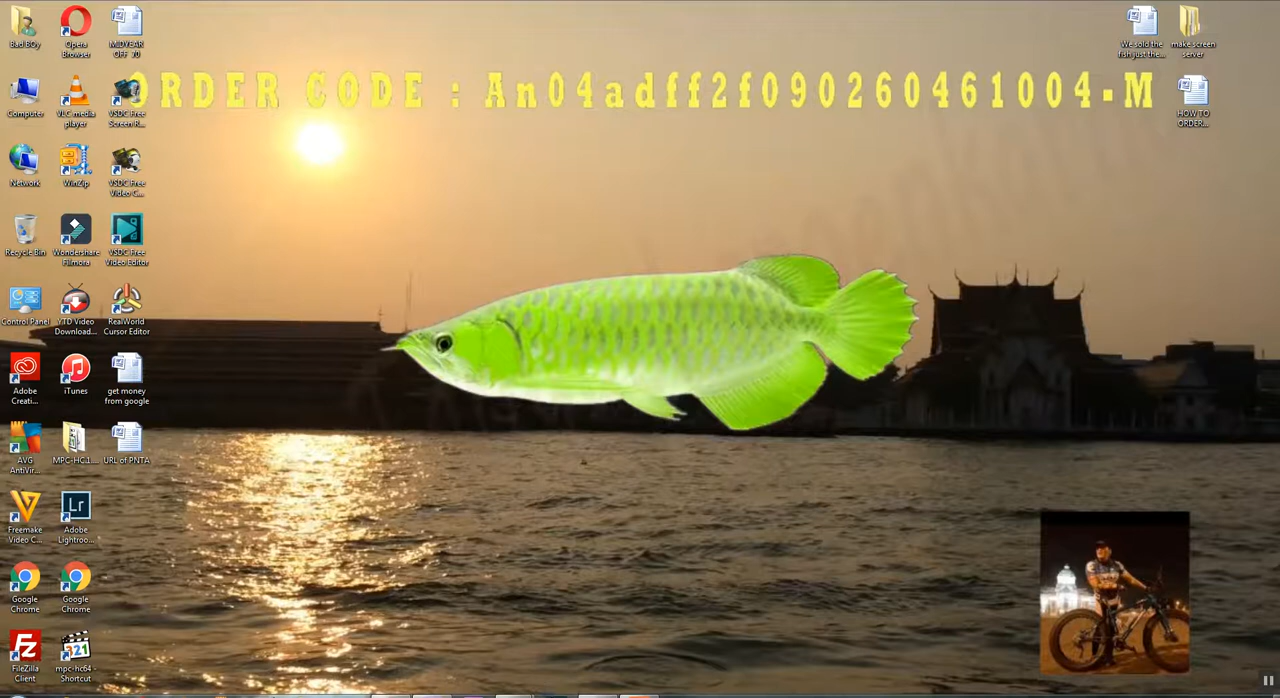 ORDER CODE : An04adff2f090260461004-M
Bad BOy
Opera
Browser
MIDYEAR
OFF 70
Computer
VLC media
player
VSDC Free
Screen R...
Network
WinZip
VSDC Free
Video C...
Recycle Bin
Wondershare
Filmora
VSDC Free
Video Editor
Control Panel
YTD Video
Download...
RealWorld
Cursor Editor
Adobe
Creati...
iTunes
get money
from google
AVG
AntiVir...
MPC-HC.1...
URL of PNTA
Freemake
Video C...
Lr
Adobe
Lightroo...
Google
Chrome
Google
Chrome
FileZilla
Client
321
mpc-hc64 -
Shortcut
We sold the
fish just the...
make screen
server
HOW TO
ORDER...